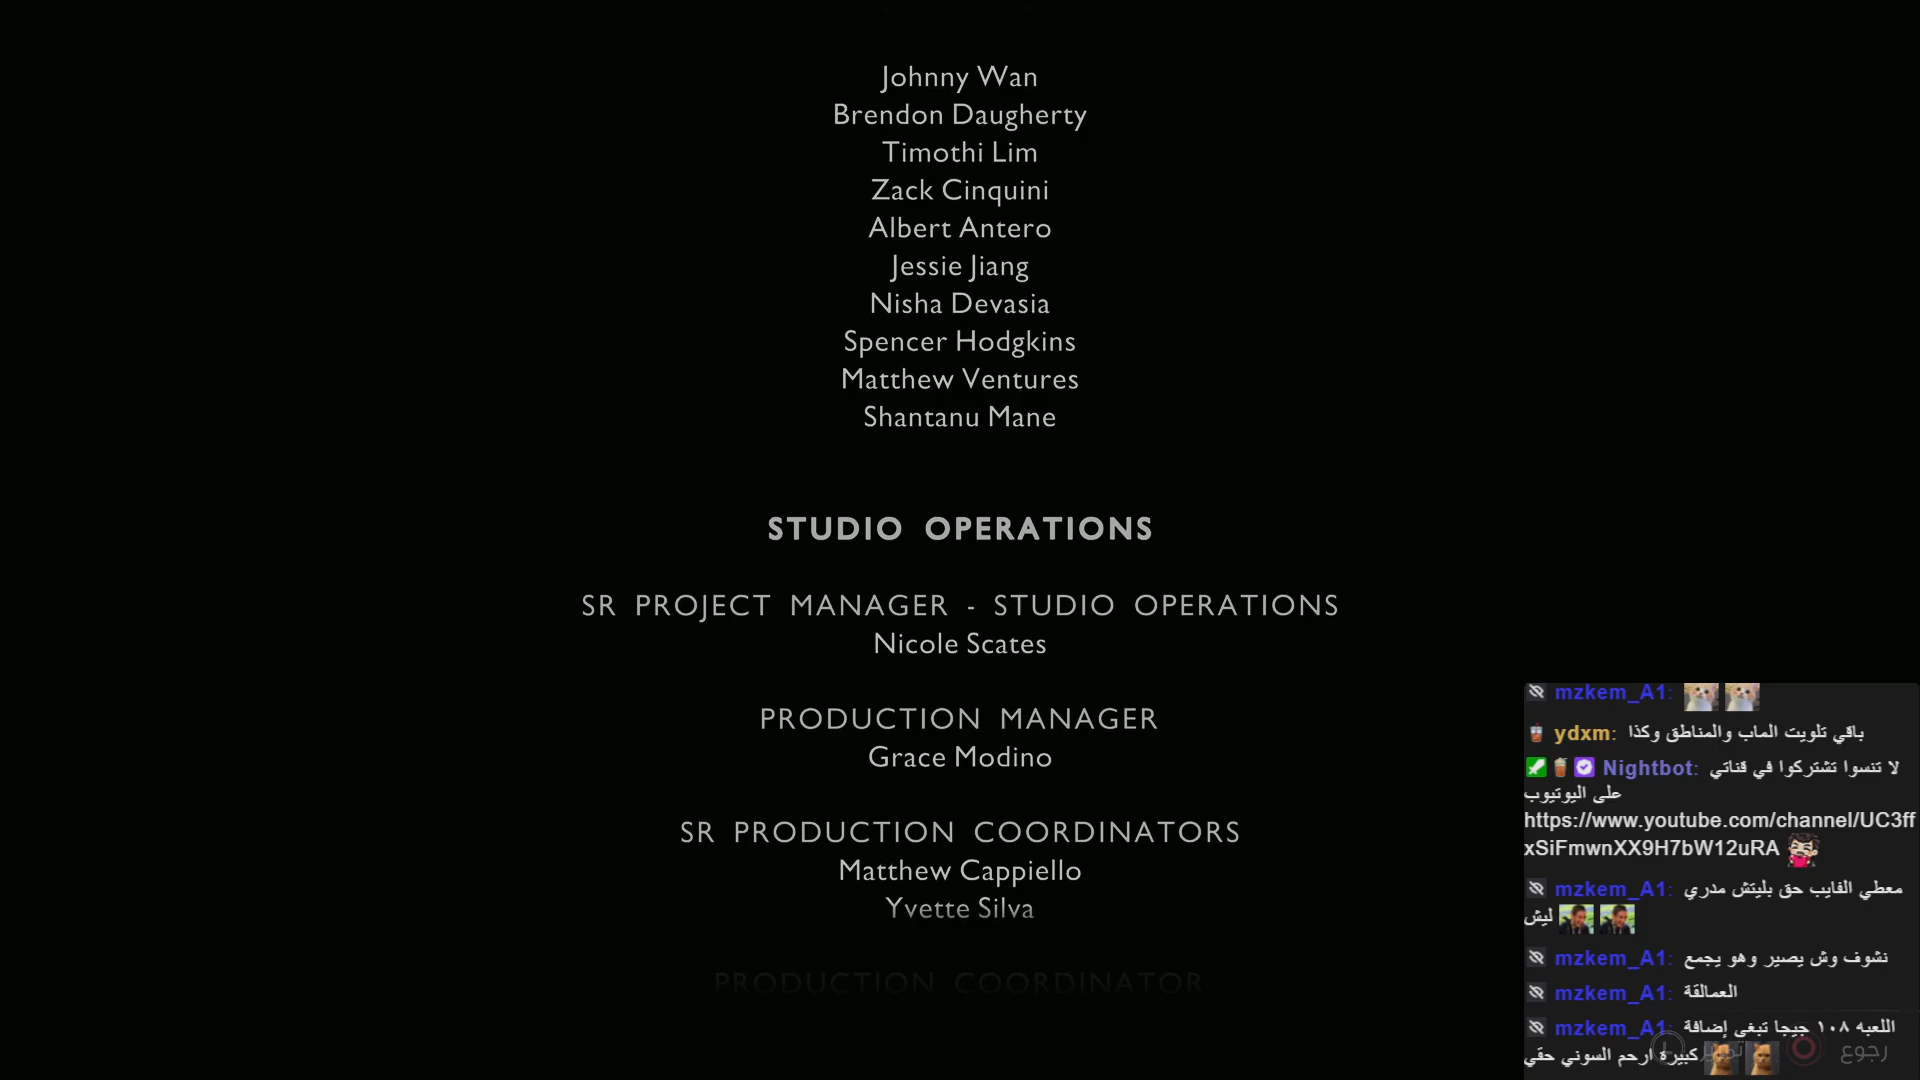 Johnny Wan
Brendon Daugherty
Timothi Lim
Zack Cinquini
Albert Antero
Jessie Jiang
Nisha Devasia
Spencer Hodgkins
Matthew Ventures
Shantanu Mane
STUDIO OPERATIONS
SR PROJECT MANAGER - STUDIO OPERATIONS
Nicole Scates
PRODUCTION MANAGER
Grace Modino
SR PRODUCTION COORDINATORS
Matthew Cappiello
Yvette Silva
PRODUCTION COORDINATOR
mzkem_A1:
ydxm: باقي تلويت الماب والمناطق وكذا
Nightbot: لا تنسوا تشتركوا في قناتي
على اليوتيوب
https://www.youtube.com/channel/UC3ff
xSiFmwnXX9H7bW12uRA
mzkem_A1: معطي الفايب حق بليتش مدري
ليش
mzkem_A1: نشوف وش يصير وهو يجمع
mzkem_A1: العمالقة
mzkem_A1: اللعبه ١٠٨ جيجا تبغى إضافة
كبيرة ارحم السوني حقي
رجوع